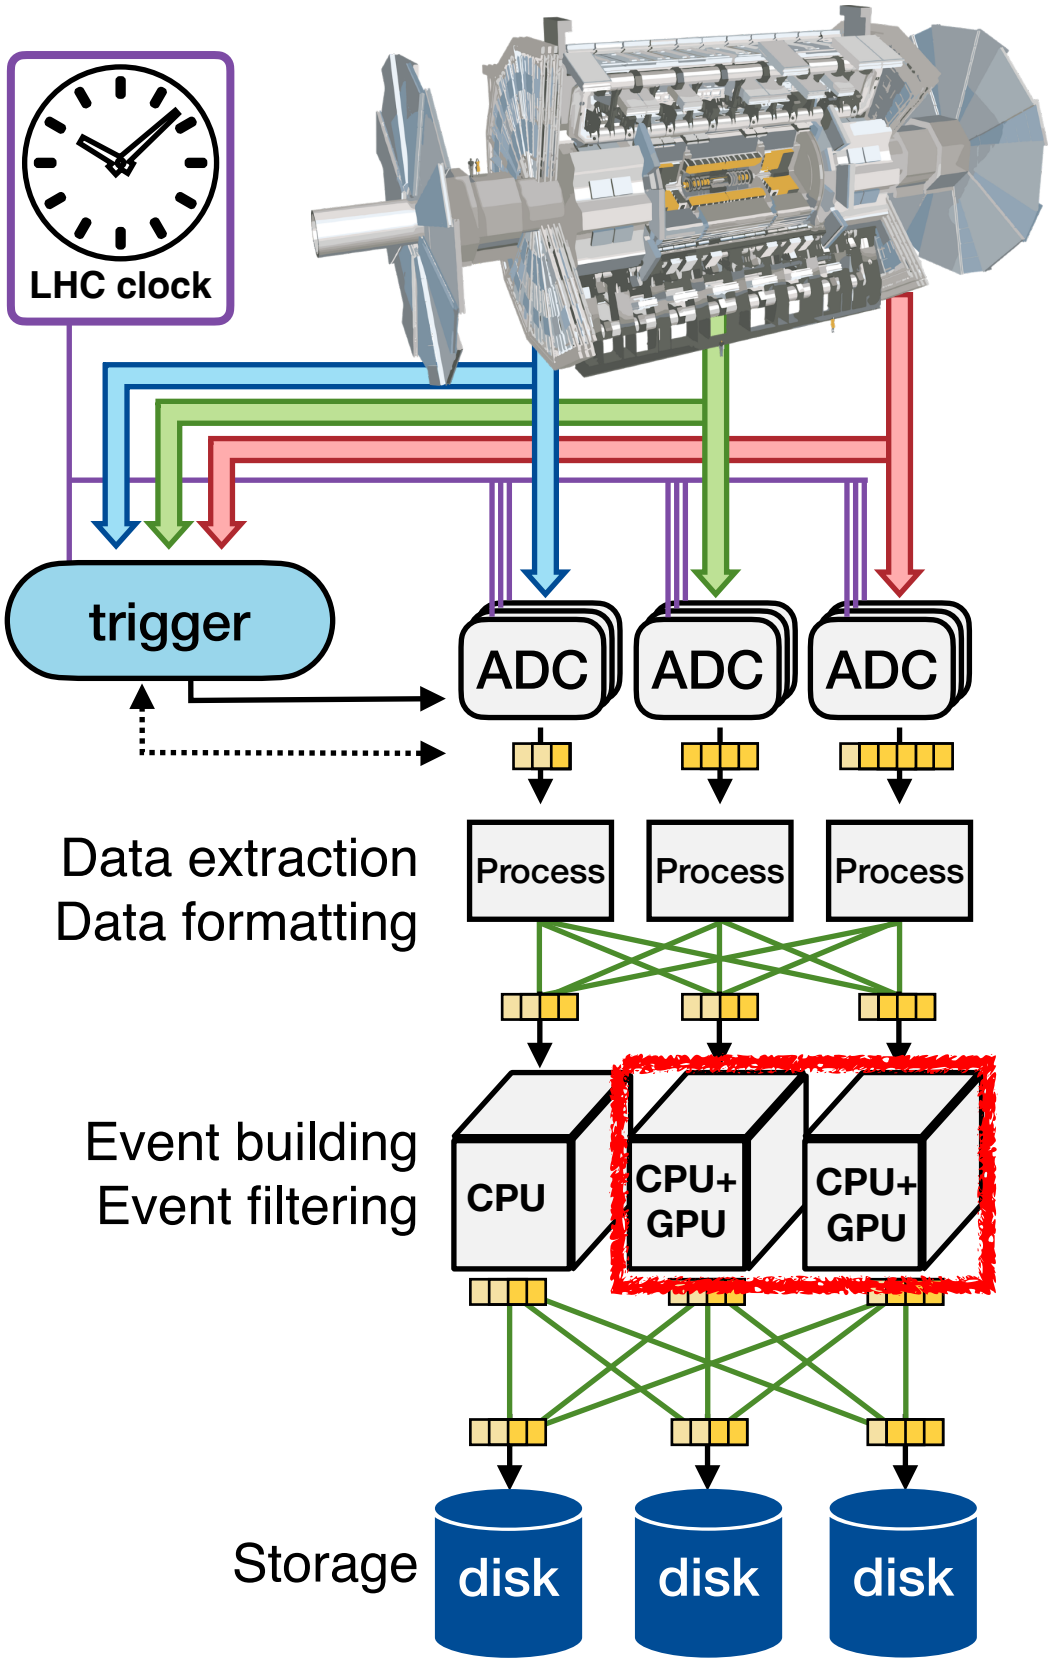 LHC clock
trigger
ADC
ADC
ADC
Data extraction
Data formatting
Process
Process
Process
Event building
Event filtering
CPU
CPU+
GPU
CPU+
GPU
Storage
disk
disk
disk